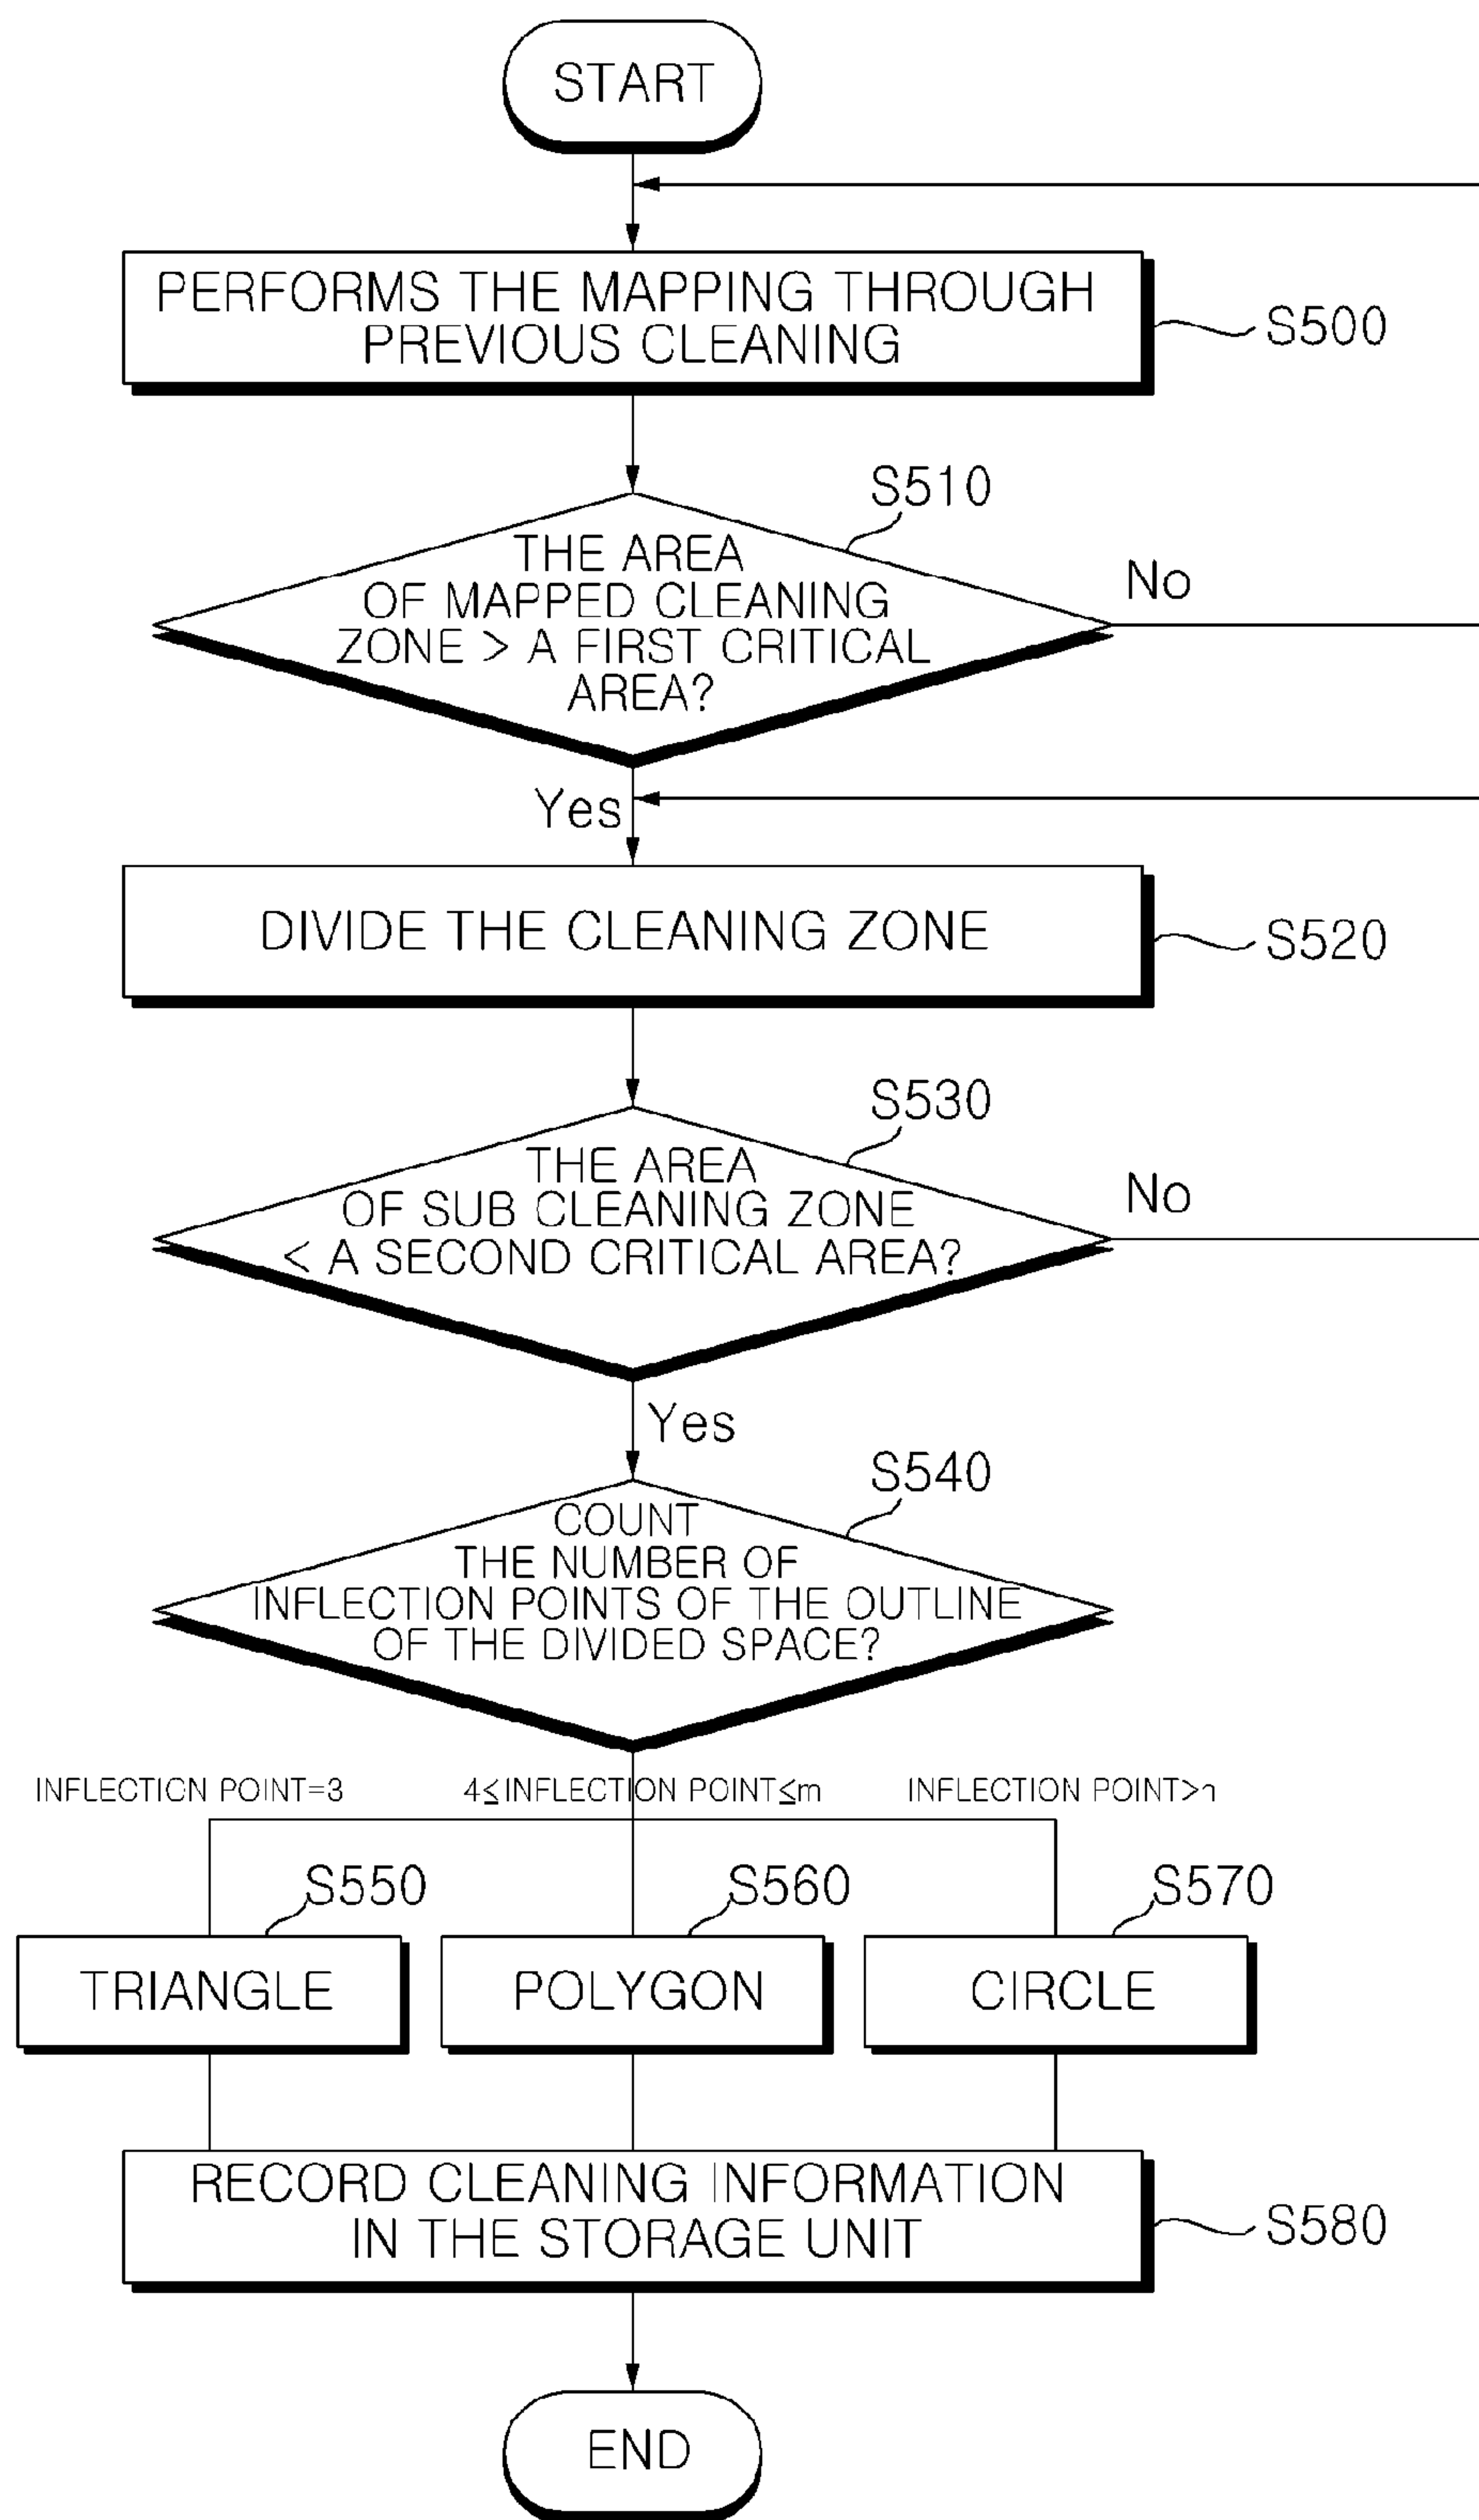 START
PERFORMS THE MAPPING THROUGH
PREVIOUS CLEANING
S500
S510
THE AREA
OF MAPPED CLEANING
ZONE > A FIRST CRITICAL
AREA?
No
Yes
DIVIDE THE CLEANING ZONE
S520
S530
THE AREA
OF SUB CLEANING ZONE
< A SECOND CRITICAL AREA?
No
Yes
S540
COUNT
THE NUMBER OF
INFLECTION POINTS OF THE OUTLINE
OF THE DIVIDED SPACE?
INFLECTION POINT=3
4≤INFLECTION POINT≤m
INFLECTION POINT>n
S550
S560
S570
TRIANGLE
POLYGON
CIRCLE
RECORD CLEANING INFORMATION
IN THE STORAGE UNIT
S580
END